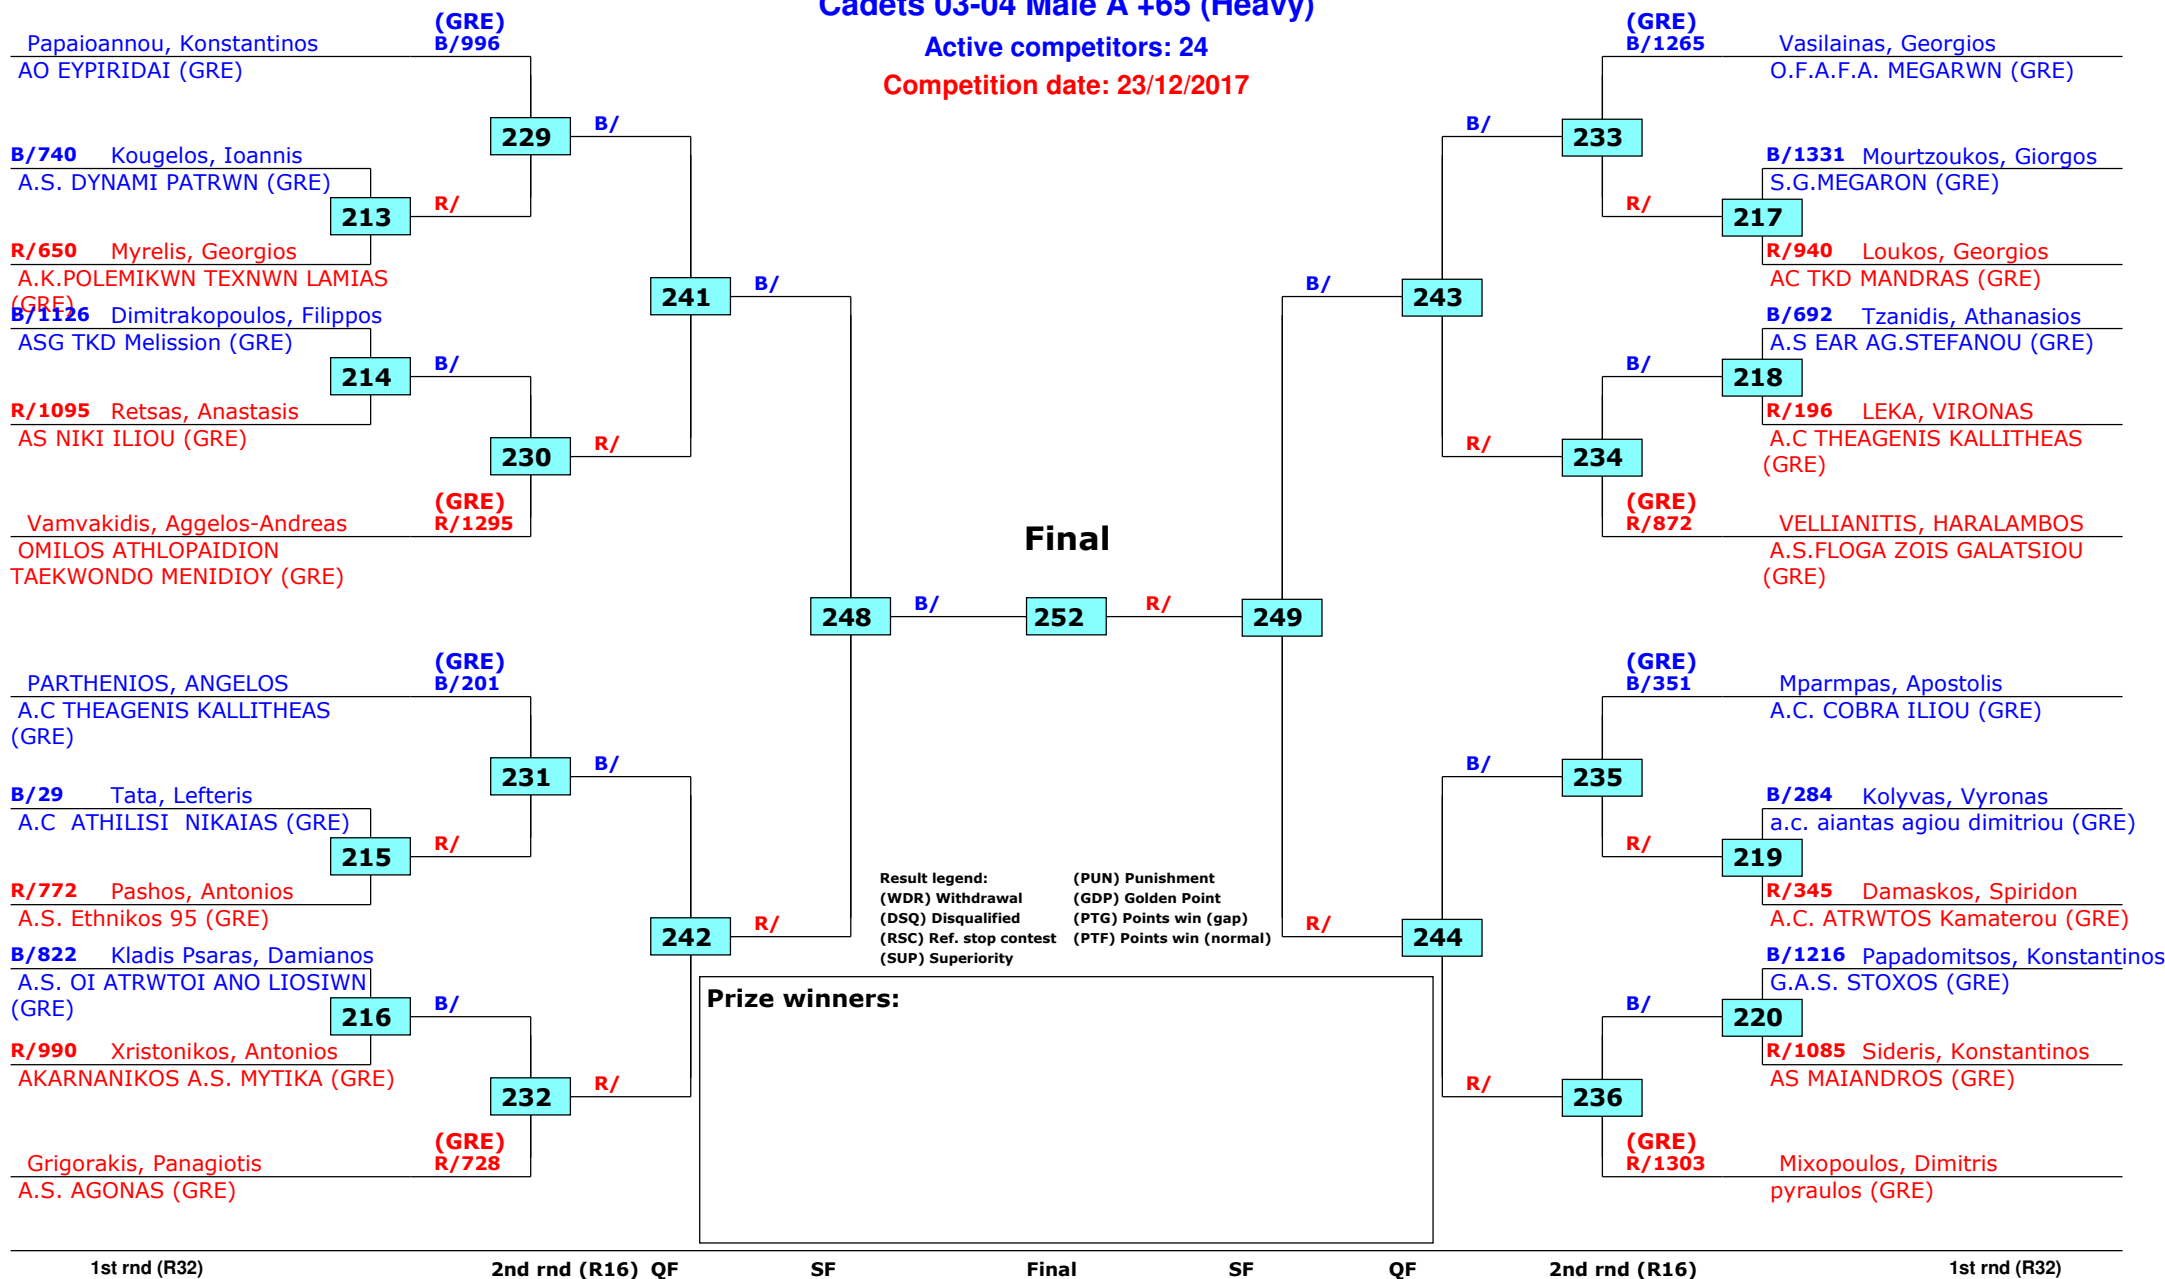 Cadets 03-04 Male A +65 (Heavy)
Active competitors: 24
Competition date: 23/12/2017
(GRE)
Papaioannou, Konstantinos B/996
AO EYPIRIDAI (GRE)
229
B/
B/740 Kougelos, Ioannis
A.S. DYNAMI PATRWN (GRE)
213
R/
R/650 Myrelis, Georgios
A.K.POLEMIKWN TEXNWN LAMIAS
(GRE)
241
B/
B/1126 Dimitrakopoulos, Filippos
ASG TKD Melission (GRE)
214
B/
R/1095 Retsas, Anastasis
AS NIKI ILIOU (GRE)
230
R/
(GRE)
Vamvakidis, Aggelos-Andreas R/1295
OMILOS ATHLOPAIDION
TAEKWONDO MENIDIOY (GRE)
248
B/
(GRE)
PARTHENIOS, ANGELOS B/201
A.C THEAGENIS KALLITHEAS
(GRE)
231
B/
B/29 Tata, Lefteris
A.C ATHILISI NIKAIAS (GRE)
215
R/
R/772 Pashos, Antonios
A.S. Ethnikos 95 (GRE)
242
R/
B/822 Kladis Psaras, Damianos
A.S. OI ATRWTOI ANO LIOSIWN
(GRE)
216
B/
R/990 Xristonikos, Antonios
AKARNANIKOS A.S. MYTIKA (GRE)
232
R/
(GRE)
Grigorakis, Panagiotis R/728
A.S. AGONAS (GRE)
Final
252
R/
249
(GRE)
B/1265 Vasilainas, Georgios
O.F.A.F.A. MEGARWN (GRE)
B/
233
B/1331 Mourtzoukos, Giorgos
S.G.MEGARON (GRE)
R/
217
R/940 Loukos, Georgios
AC TKD MANDRAS (GRE)
B/
243
B/692 Tzanidis, Athanasios
A.S EAR AG.STEFANOU (GRE)
B/
218
R/196 LEKA, VIRONAS
A.C THEAGENIS KALLITHEAS
(GRE)
R/
234
(GRE)
R/872 VELLIANITIS, HARALAMBOS
A.S.FLOGA ZOIS GALATSIOU
(GRE)
(GRE)
B/351 Mparmpas, Apostolis
A.C. COBRA ILIOU (GRE)
B/
235
B/284 Kolyvas, Vyronas
a.c. aiantas agiou dimitriou (GRE)
R/
219
R/345 Damaskos, Spiridon
A.C. ATRWTOS Kamaterou (GRE)
R/
244
B/1216 Papadomitsos, Konstantinos
G.A.S. STOXOS (GRE)
B/
220
R/1085 Sideris, Konstantinos
AS MAIANDROS (GRE)
R/
236
(GRE)
R/1303 Mixopoulos, Dimitris
pyraulos (GRE)
Result legend: (PUN) Punishment
(WDR) Withdrawal (GDP) Golden Point
(DSQ) Disqualified (PTG) Points win (gap)
(RSC) Ref. stop contest (PTF) Points win (normal)
(SUP) Superiority
Prize winners:
1st rnd (R32) 2nd rnd (R16) QF SF Final SF QF 2nd rnd (R16) 1st rnd (R32)